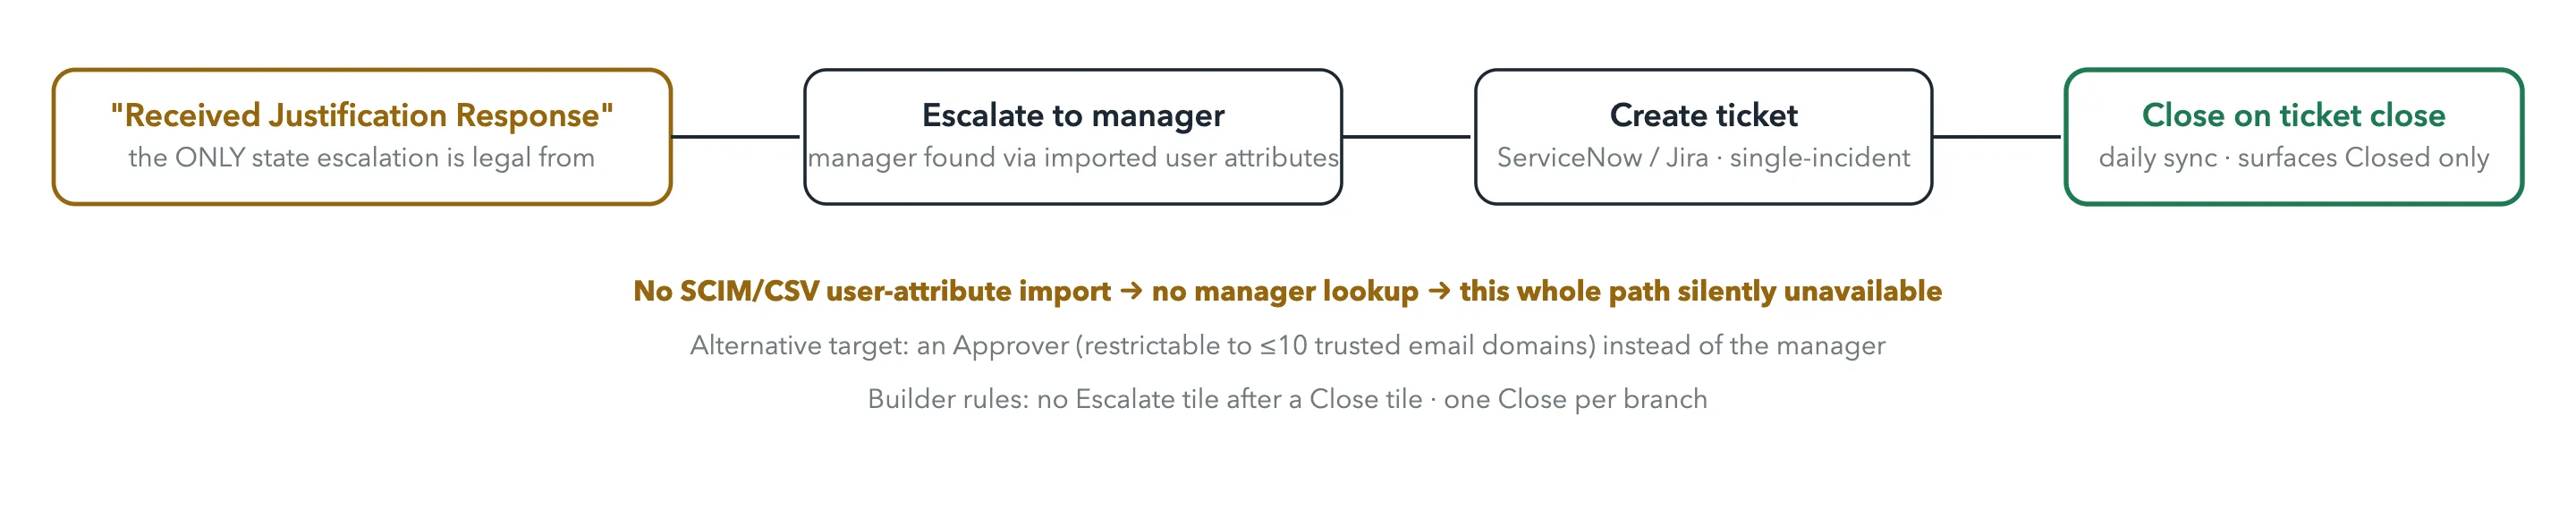 "Received Justification Response"
the ONLY state escalation is legal from
Escalate to manager
manager found via imported user attributes
Create ticket
ServiceNow / Jira · single-incident
Close on ticket close
daily sync · surfaces Closed only
No SCIM/CSV user-attribute import → no manager lookup → this whole path silently unavailable
Alternative target: an Approver (restrictable to ≤10 trusted email domains) instead of the manager
Builder rules: no Escalate tile after a Close tile · one Close per branch